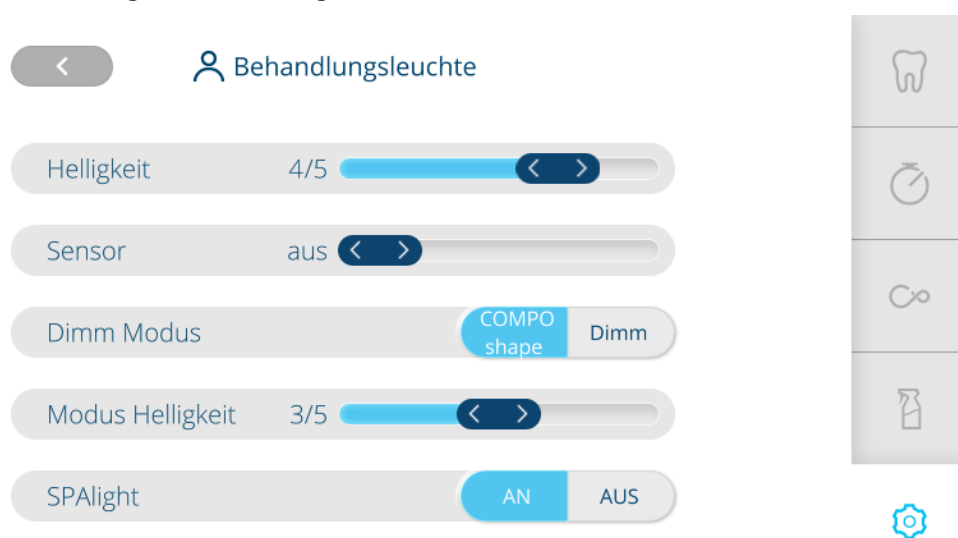 Behandlungsleuchte
Helligkeit 4/5
Sensor aus
Dimm Modus COMPO shape Dimm
Modus Helligkeit 3/5
SPAlight AN AUS